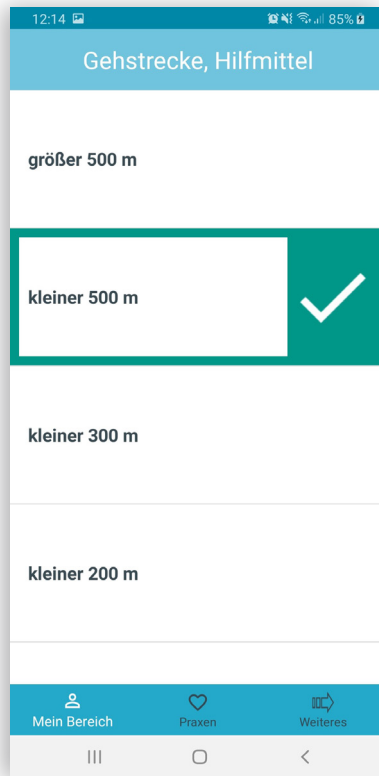 12:14 85%
Gehstrecke, Hilfmittel
größer 500 m
kleiner 500 m
kleiner 300 m
kleiner 200 m
Mein Bereich Praxen Weiteres